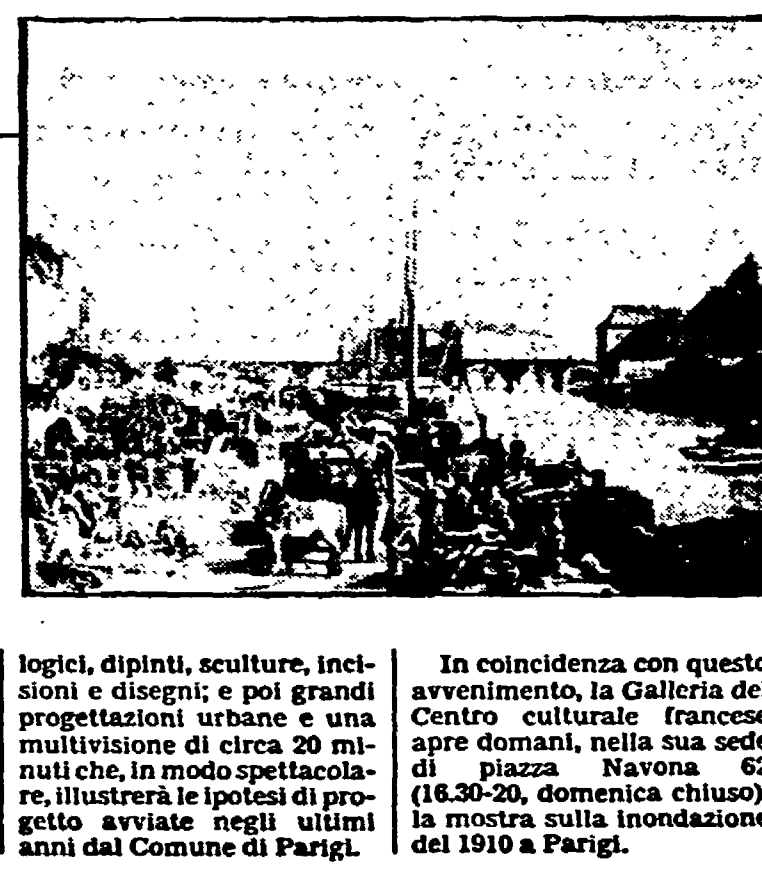 logici, dipinti, sculture, inci-
sioni e disegni; e poi grandi
progettazioni urbane e una
multivisione di circa 20 mi-
nuti che, in modo spettacola-
re, illustrerà le ipotesi di pro-
getto avviate negli ultimi
anni dal Comune di Parigi.
In coincidenza con questo
avvenimento, la Galleria del
Centro culturale francese
apre domani, nella sua sede
di piazza Navona 62
(16.30-20, domenica chiuso)
la mostra sulla inondazione
del 1910 a Parigi.